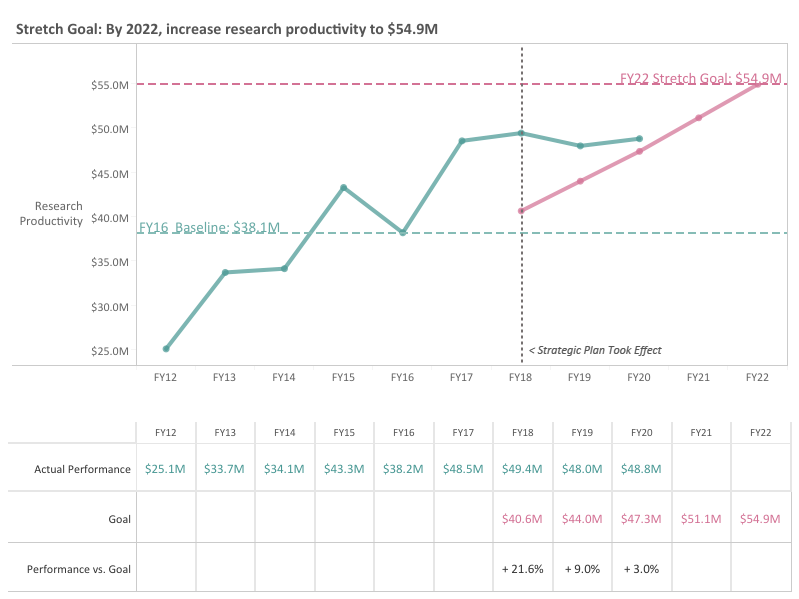 Stretch Goal: By 2022, increase research productivity to $54.9M
FY22 Stretch Goal: $54.9M
$55.0M
$50.0M
$45.0M
Research
Productivity
$40.0M
FY16  Baseline: $38.1M
$35.0M
$30.0M
$25.0M
< Strategic Plan Took Effect
FY12 FY13 FY14 FY15 FY16 FY17 FY18 FY19 FY20 FY21 FY22
FY12 FY13 FY14 FY15 FY16 FY17 FY18 FY19 FY20 FY21 FY22
Actual Performance $25.1M $33.7M $34.1M $43.3M $38.2M $48.5M $49.4M $48.0M $48.8M
Goal $40.6M $44.0M $47.3M $51.1M $54.9M
Performance vs. Goal + 21.6% + 9.0% + 3.0%